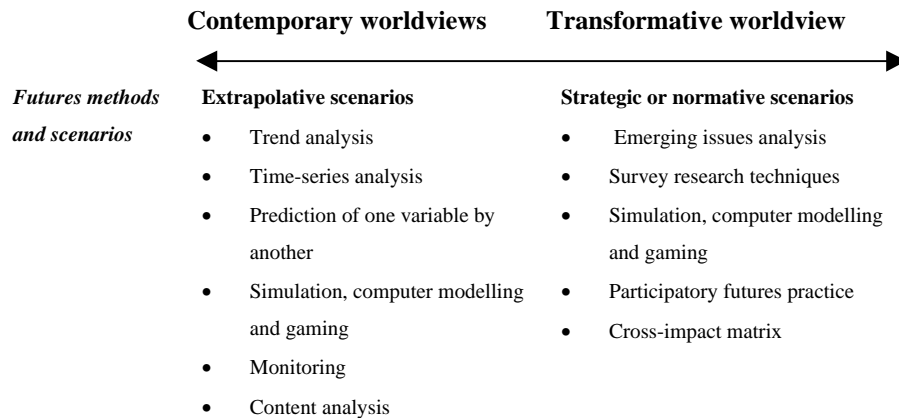 Contemporary worldviews Transformative worldview
Futures methods
and scenarios
Extrapolative scenarios
• Trend analysis
• Time-series analysis
• Prediction of one variable by
another
• Simulation, computer modelling
and gaming
• Monitoring
• Content analysis
Strategic or normative scenarios
• Emerging issues analysis
• Survey research techniques
• Simulation, computer modelling
and gaming
• Participatory futures practice
• Cross-impact matrix